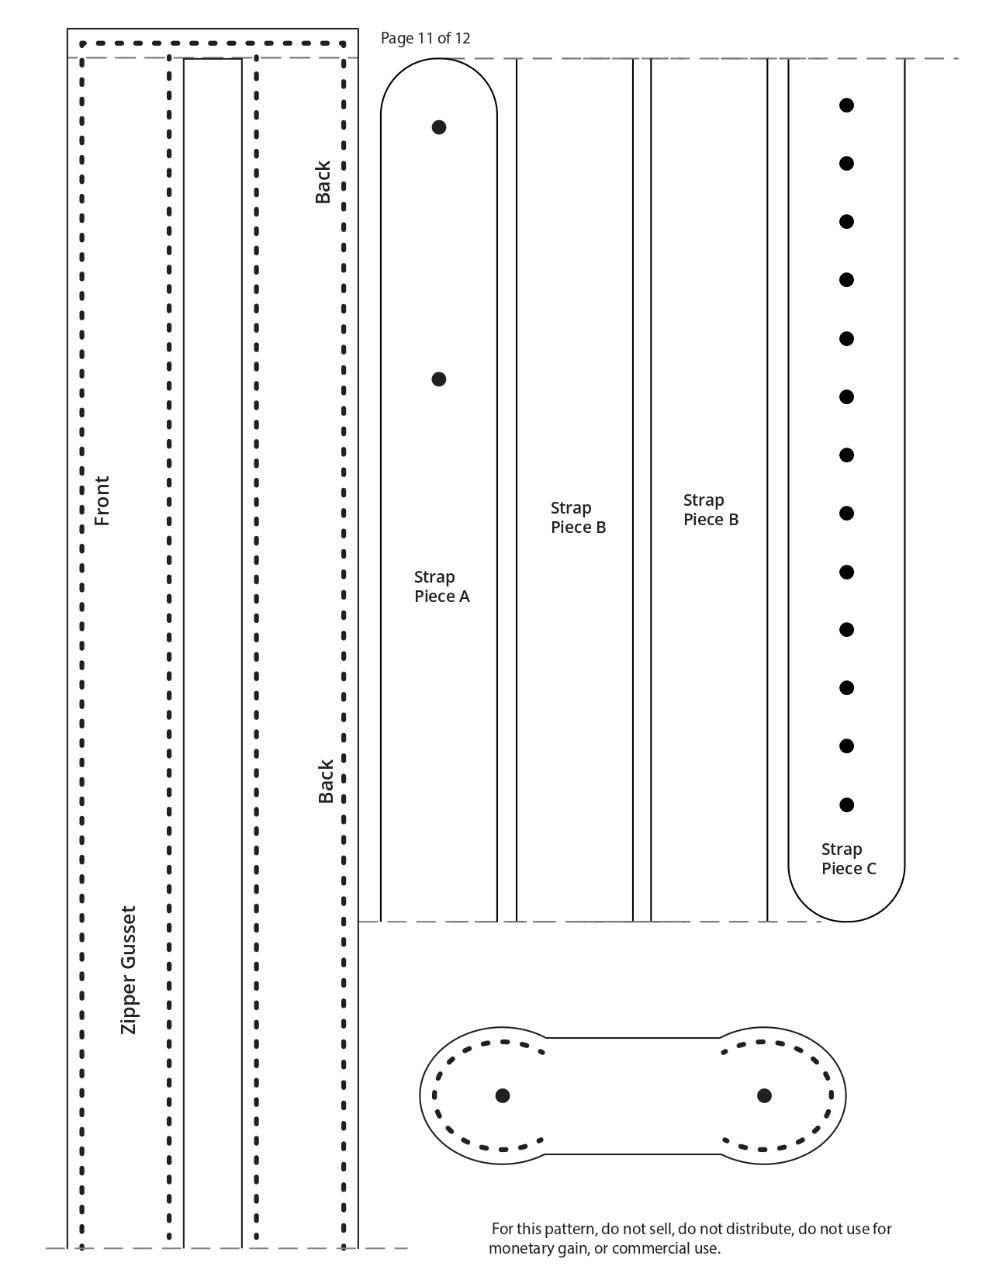 Page 11 of 12
Back
Front
Strap
Piece B
Strap
Piece B
Strap
Piece A
Back
Strap
Piece C
Zipper Gusset
For this pattern, do not sell, do not distribute, do not use for
monetary gain, or commercial use.